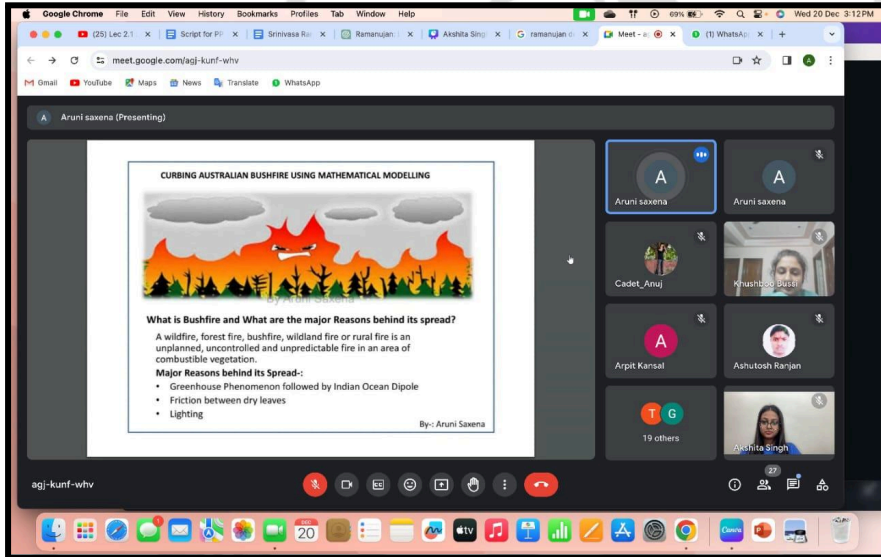 Google Chrome File Edit View History Bookmarks Profiles Tab Window Help 69% Wed 20 Dec 3:12 PM
(25) Lec 2.1 Script for PP Srinivasa Ra Ramanujan Akshita Sing ramanujan d Meet - a (1) WhatsAp
meet.google.com/agj-kunf-whv
Gmail YouTube Maps News Translate WhatsApp
A Aruni saxena (Presenting)
CURBING AUSTRALIAN BUSHFIRE USING MATHEMATICAL MODELLING
By Aruni Saxena
What is Bushfire and What are the major Reasons behind its spread?
A wildfire, forest fire, bushfire, wildland fire or rural fire is an
unplanned, uncontrolled and unpredictable fire in an area of
combustible vegetation.
Major Reasons behind its Spread-:
• Greenhouse Phenomenon followed by Indian Ocean Dipole
• Friction between dry leaves
• Lighting
By-: Aruni Saxena
A
Aruni saxena
A
Aruni saxena
Cadet_Anuj
Khushboo Bussi
A
Arpit Kansal
Ashutosh Ranjan
T G
19 others
Akshita Singh
agj-kunf-whv
27
DEC
20
tv
Canva